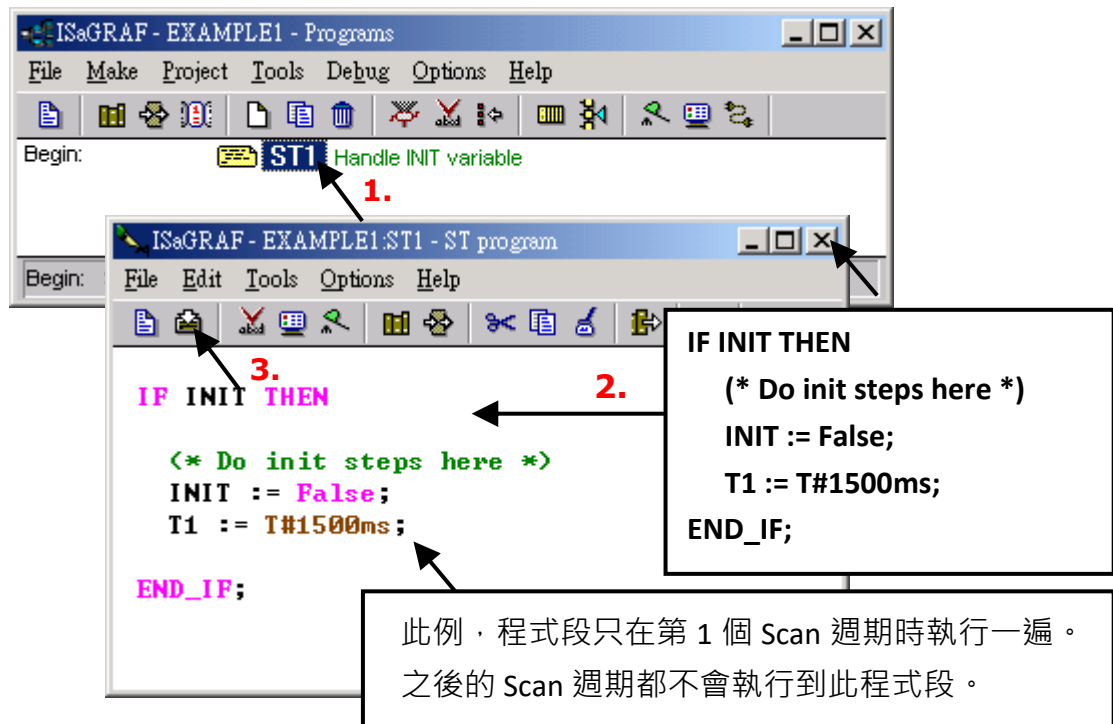 ISaGRAF - EXAMPLE1 - Programs
File Make Project Tools Debug Options Help
Begin: ST1 Handle INIT variable
1.
ISaGRAF - EXAMPLE1:ST1 - ST program
Begin:
File Edit Tools Options Help
3.
2.
IF INIT THEN
(* Do init steps here *)
INIT := False;
T1 := T#1500ms;
END_IF;
IF INIT THEN
(* Do init steps here *)
INIT := False;
T1 := T#1500ms;
END_IF;
此例，程式段只在第 1 個 Scan 週期時執行一遍。
之後的 Scan 週期都不會執行到此程式段。